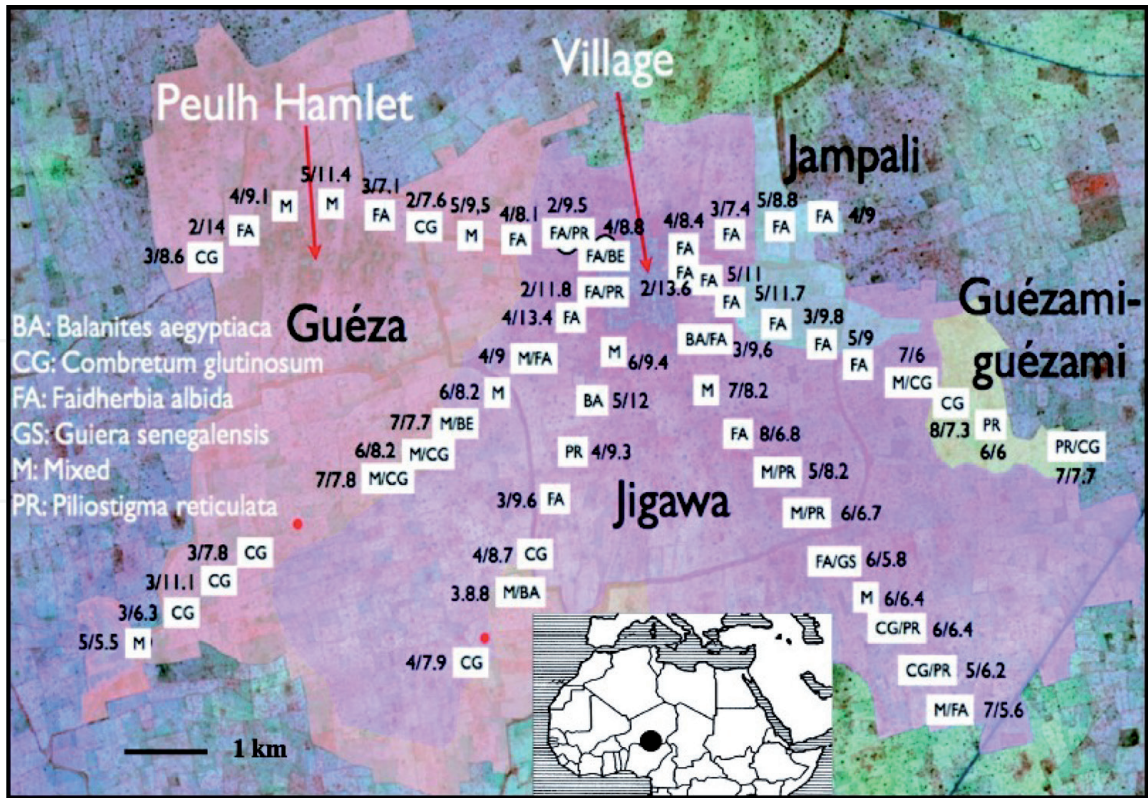 Village
Peulh Hamlet
Jampali
5/11.4
4/9.1
M
M
3/7.1
FA
2/7.6
CG
5/9,5
M
4/8.1
FA
2/9.5
FA/PR
4/8.8
FA/BE
4/8.4
FA
3/7.4
FA
5/8.8
FA
FA
4/9
2/14
FA
3/8.6
CG
FA
2/13.6
FA
5/11
FA
5/11.7
FA
2/11.8
FA/PR
4/13.4
FA
Guéza
Guézami-
guézami
3/9.8
FA
5/9
FA
BA/FA
3/9,6
7/6
M/CG
CG
8/7.3
PR
6/6
PR/CG
7/7.7
BA: Balanites aegyptiaca
CG: Combretum glutinosum
FA: Faidherbia albida
GS: Guiera senegalensis
M: Mixed
PR: Piliostigma reticulata
4/9
M/FA
M
6/9.4
6/8.2
M
BA
5/12
M
7/8.2
7/7.7
M/BE
6/8.2
M/CG
7/7.8
M/CG
PR
4/9.3
FA
8/6.8
M/PR
5/8.2
3/9.6
FA
Jigawa
M/PR
6/6.7
3/7.8
CG
4/8.7
CG
FA/GS
6/5.8
3/11.1
CG
3.8.8
M/BA
M
6/6.4
3/6.3
CG
CG/PR
6/6.4
5/5.5
M
4/7.9
CG
CG/PR
5/6.2
M/FA
7/5.6
1 km